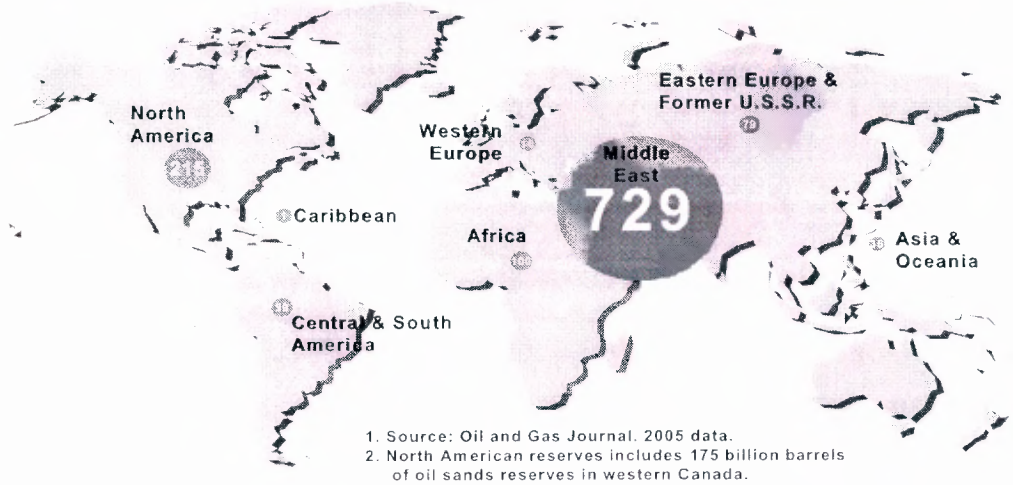 Eastern Europe &
Former U.S.S.R.
79
North
America
216
Western
Europe
Middle
East
729
Caribbean
Africa
Asia &
Oceania
Central & South
America
1. Source: Oil and Gas Journal. 2005 data.
2. North American reserves includes 175 billion barrels
of oil sands reserves in western Canada.